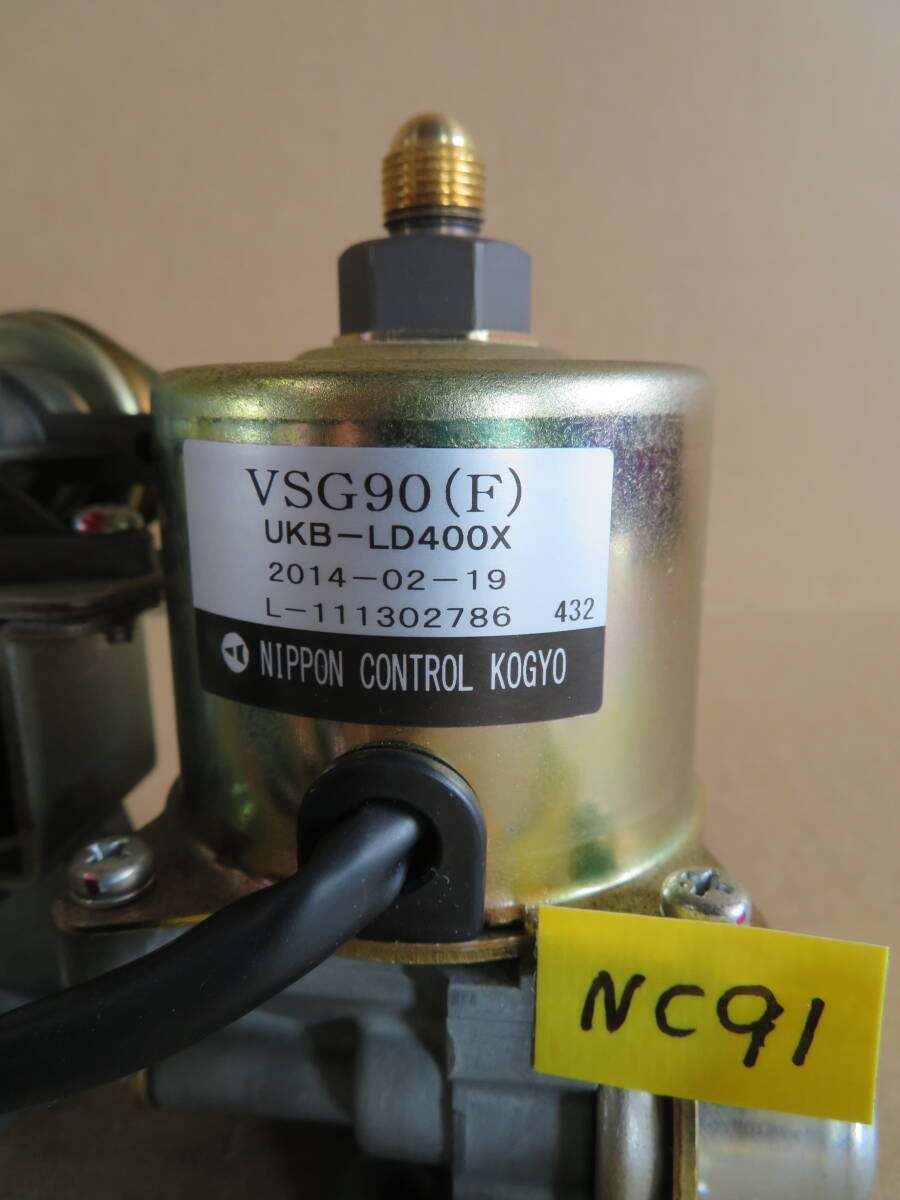 VSG90(F)
UKB-LD400X
2014-02-19
L-111302786 432
NIPPON CONTROL KOGYO
NC91